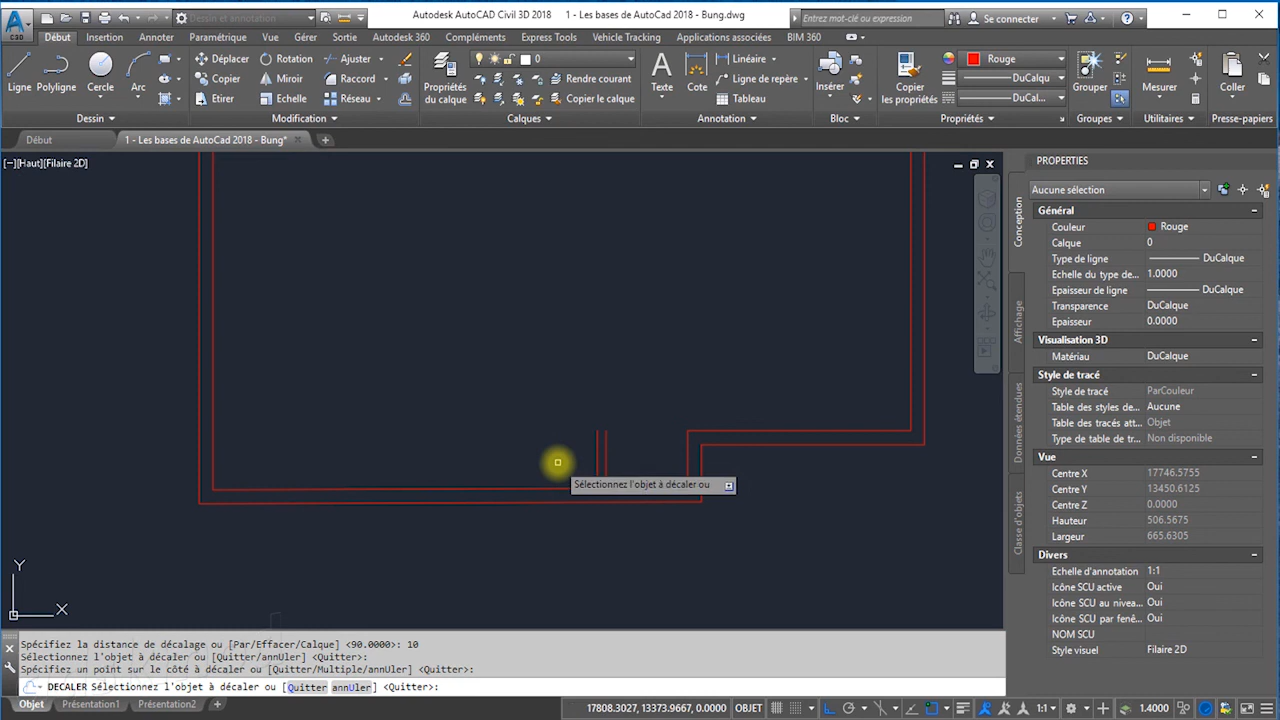 C3D
Dessin et annotation
Autodesk AutoCAD Civil 3D 2018
1 - Les bases de AutoCad 2018 - Bung.dwg
Entrez mot-clé ou expression
Se connecter
Début
Insertion
Annoter
Paramétrique
Vue
Gérer
Sortie
Autodesk 360
Compléments
Express Tools
Vehicle Tracking
Applications associées
BIM 360
Ligne
Polyligne
Cercle
Arc
Dessin
Déplacer
Rotation
Ajuster
Copier
Miroir
Raccord
Etirer
Echelle
Réseau
Modification
Propriétés
du calque
0
Rendre courant
Copier le calque
Calques
Texte
Cote
Linéaire
Ligne de repère
Tableau
Annotation
Insérer
Bloc
Copier
les propriétés
Rouge
DuCalqu
DuCal...
Propriétés
Grouper
Groupes
Mesurer
Utilitaires
Coller
Presse-papiers
Début
1 - Les bases de AutoCad 2018 - Bung*
[−][Haut][Filaire 2D]
Sélectionnez l'objet à décaler ou
Y
X
PROPERTIES
Aucune sélection
Conception
Affichage
Données étendues
Classe d'objets
Général
Couleur Rouge
Calque 0
Type de ligne DuCalque
Echelle du type de... 1.0000
Epaisseur de ligne DuCalque
Transparence DuCalque
Epaisseur 0.0000
Visualisation 3D
Matériau DuCalque
Style de tracé
Style de tracé ParCouleur
Table des styles de... Aucune
Table des tracés att... Objet
Type de table de tr... Non disponible
Vue
Centre X 17746.5755
Centre Y 13450.6125
Centre Z 0.0000
Hauteur 506.5675
Largeur 665.6305
Divers
Echelle d'annotation 1:1
Icône SCU active Oui
Icône SCU au nivea... Oui
Icône SCU par fenê... Oui
NOM SCU
Style visuel Filaire 2D
Spécifiez la distance de décalage ou [Par/Effacer/Calque] <90.0000>: 10
Sélectionnez l'objet à décaler ou [Quitter/annUler] <Quitter>:
Spécifiez un point sur le côté à décaler ou [Quitter/Multiple/annUler] <Quitter>:
DECALER Sélectionnez l'objet à décaler ou [Quitter annUler] <Quitter>:
Objet
Présentation1
Présentation2
17808.3027, 13373.9667, 0.0000
OBJET
1:1
1.4000